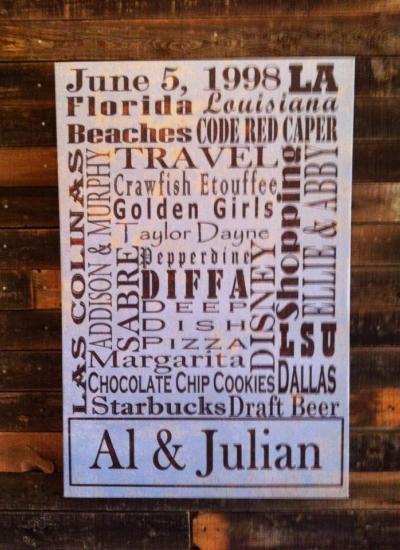 June 5, 1998 LA
Florida Louisiana
Beaches CODE RED CAPER
TRAVEL
Crawfish Etouffee
Golden Girls
Taylor Dayne
Pepperdine
DIFFA
DEEP
DISH
PIZZA
LAS COLINAS
ADDISON & MURPHY
SABRE
DISNEY
Shopping
ELLIE & ABBY
LSU
Margarita
CHOCOLATE CHIP COOKIES DALLAS
Starbucks Draft Beer
Al & Julian